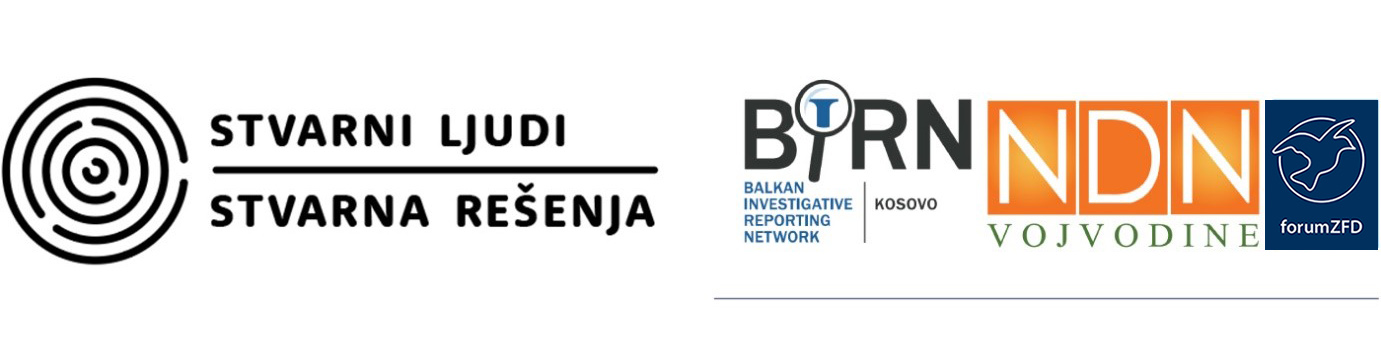 STVARNI LJUDI
STVARNA REŠENJA
BIRN
BALKAN
INVESTIGATIVE
REPORTING
NETWORK
KOSOVO
NDN
VOJVODINE
forumZFD